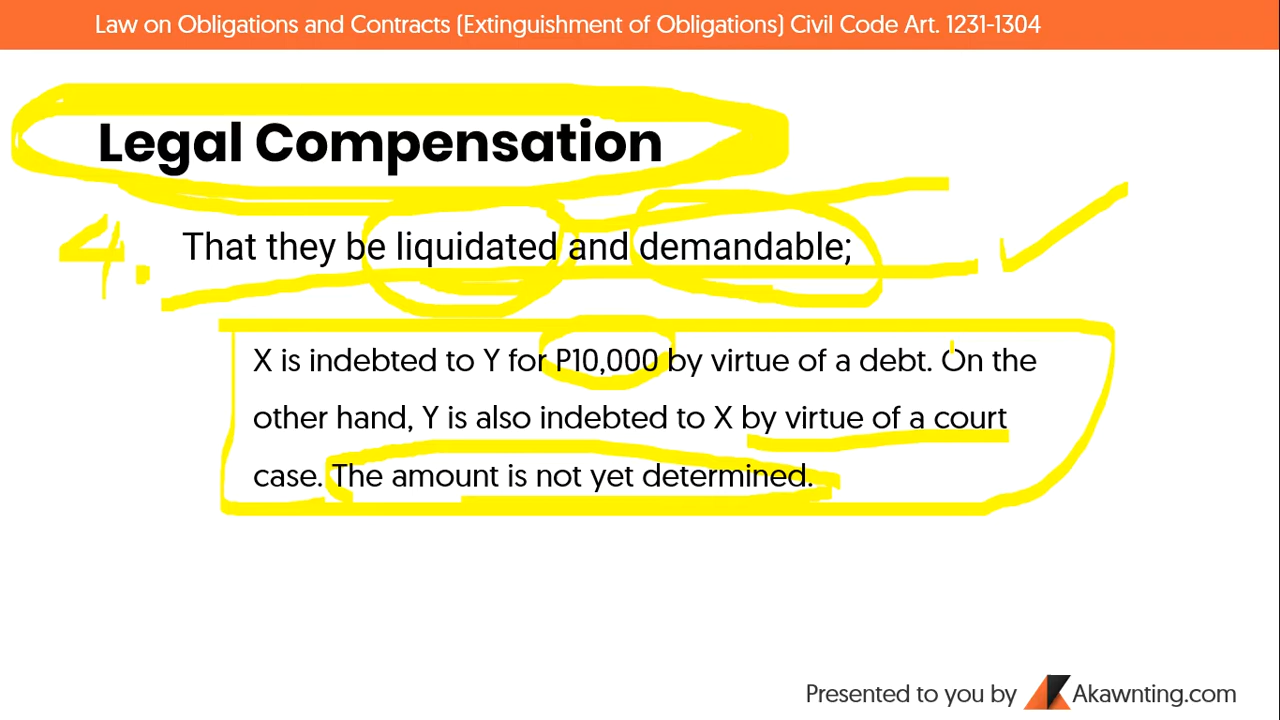 Law on Obligations and Contracts (Extinguishment of Obligations) Civil Code Art. 1231-1304
Legal Compensation
4. That they be liquidated and demandable;
X is indebted to Y for P10,000 by virtue of a debt. On the
other hand, Y is also indebted to X by virtue of a court
case. The amount is not yet determined.
Presented to you by Akawnting.com